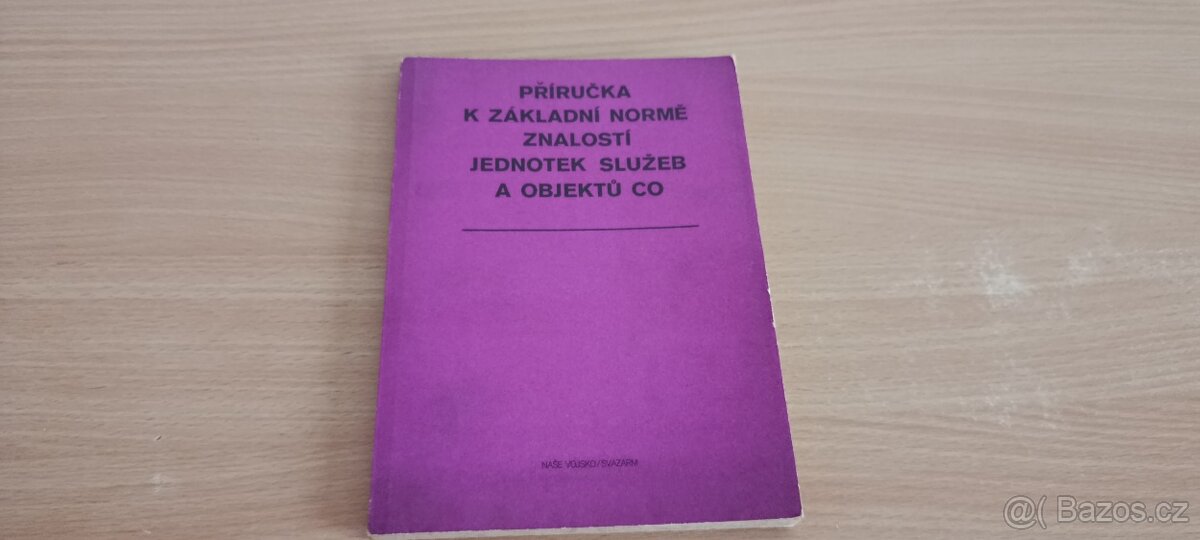 PŘÍRUČKA
K ZÁKLADNÍ NORMĚ
ZNALOSTÍ
JEDNOTEK SLUŽEB
A OBJEKTŮ CO
NAŠE VOJSKO/SVAZARM
@( Bazos.cz